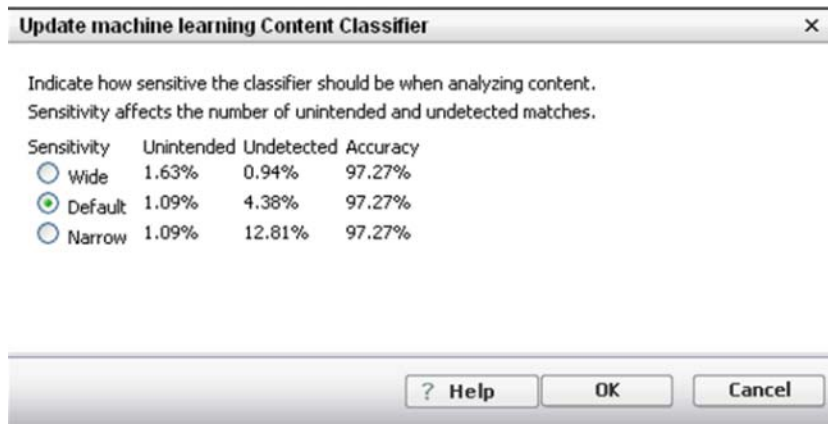 Update machine learning Content Classifier
Indicate how sensitive the classifier should be when analyzing content.
Sensitivity affects the number of unintended and undetected matches.
Sensitivity Unintended Undetected Accuracy
Wide 1.63% 0.94% 97.27%
Default 1.09% 4.38% 97.27%
Narrow 1.09% 12.81% 97.27%
? Help OK Cancel